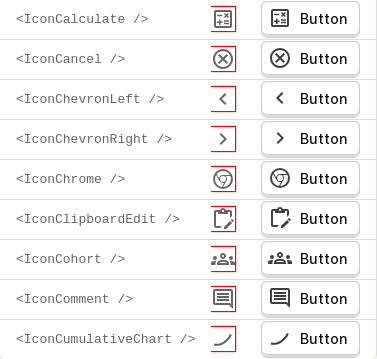 <IconCalculate /> Button
<IconCancel /> Button
<IconChevronLeft /> Button
<IconChevronRight /> Button
<IconChrome /> Button
<IconClipboardEdit /> Button
<IconCohort /> Button
<IconComment /> Button
<IconCumulativeChart /> Button